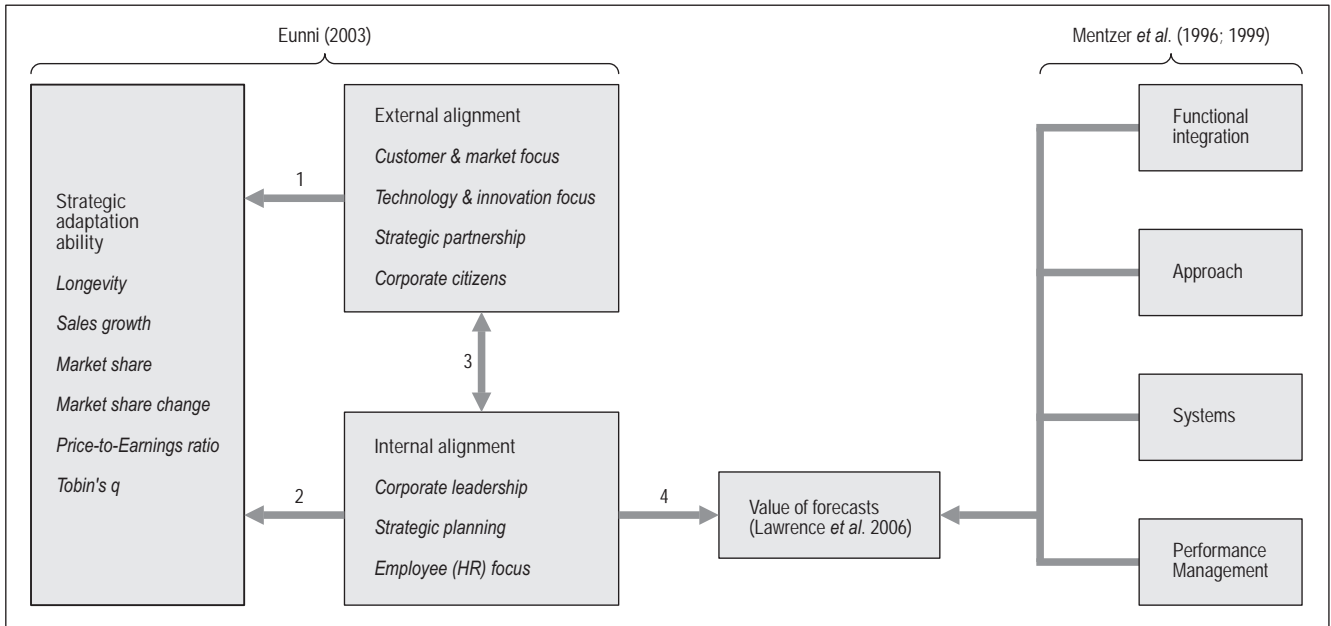 Eunni (2003)
Mentzer et al. (1996; 1999)
Strategic
adaptation
ability
Longevity
Sales growth
Market share
Market share change
Price-to-Earnings ratio
Tobin's q
1
2
External alignment
Customer & market focus
Technology & innovation focus
Strategic partnership
Corporate citizens
3
Internal alignment
Corporate leadership
Strategic planning
Employee (HR) focus
4
Value of forecasts
(Lawrence et al. 2006)
Functional
integration
Approach
Systems
Performance
Management